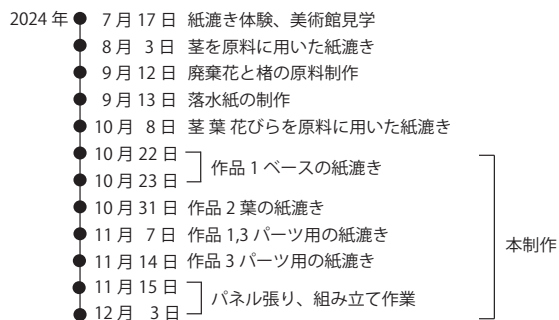 2024 年 7 月 17 日 紙漉き体験、美術館見学
8 月 3 日 茎を原料に用いた紙漉き
9 月 12 日 廃棄花と楮の原料制作
9 月 13 日 落水紙の制作
10 月 8 日 茎 葉 花びらを原料に用いた紙漉き
10 月 22 日
作品 1 ベースの紙漉き
10 月 23 日
10 月 31 日 作品 2 葉の紙漉き
11 月 7 日 作品 1,3 パーツ用の紙漉き
本制作
11 月 14 日 作品 3 パーツ用の紙漉き
11 月 15 日
パネル張り、組み立て作業
12 月 3 日